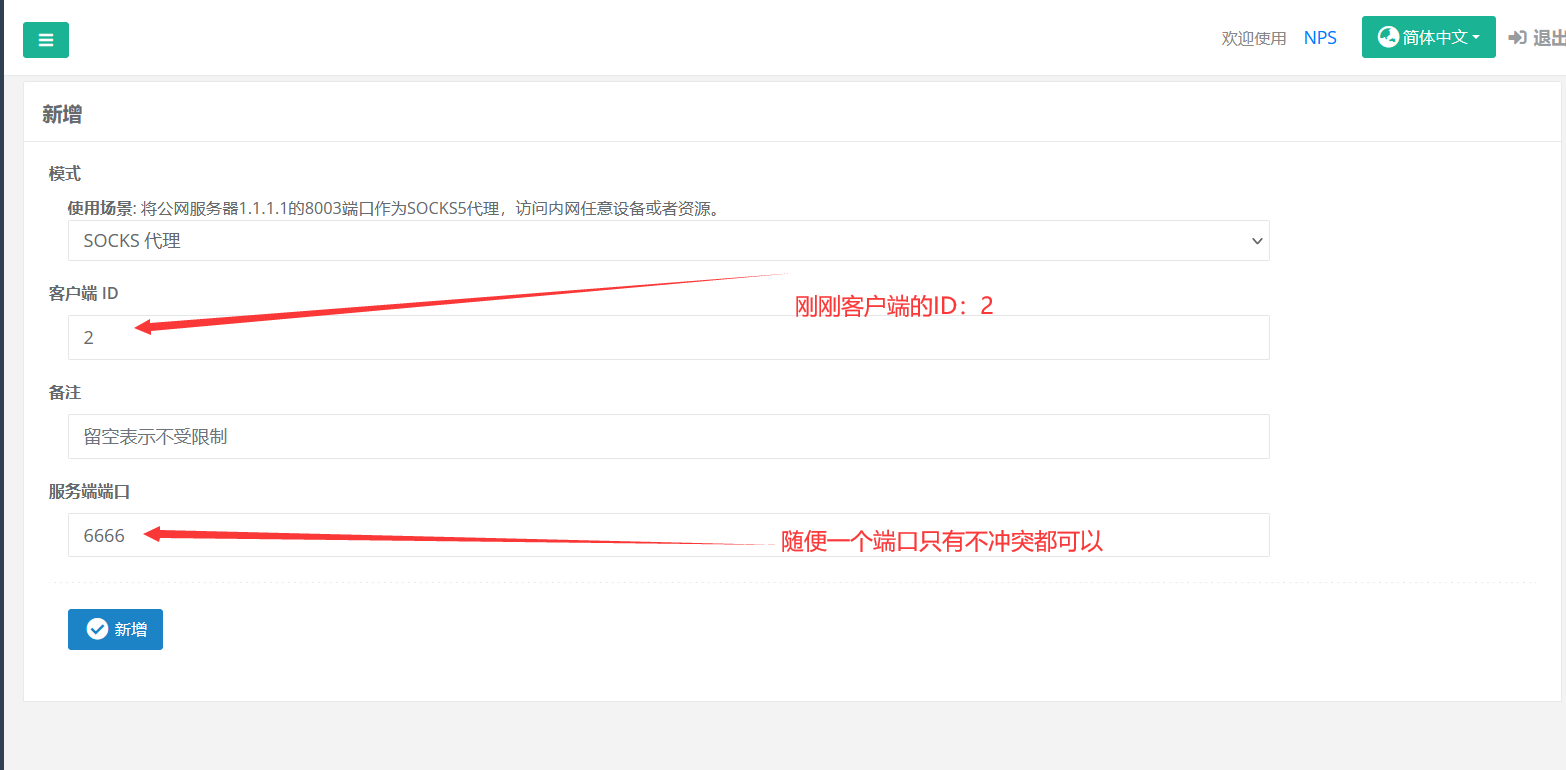 欢迎使用 NPS 简体中文 退出
新增
模式
使用场景: 将公网服务器1.1.1.1的8003端口作为SOCKS5代理，访问内网任意设备或者资源。
SOCKS 代理
客户端 ID
刚刚客户端的ID：2
2
备注
留空表示不受限制
服务端端口
6666
随便一个端口只有不冲突都可以
新增